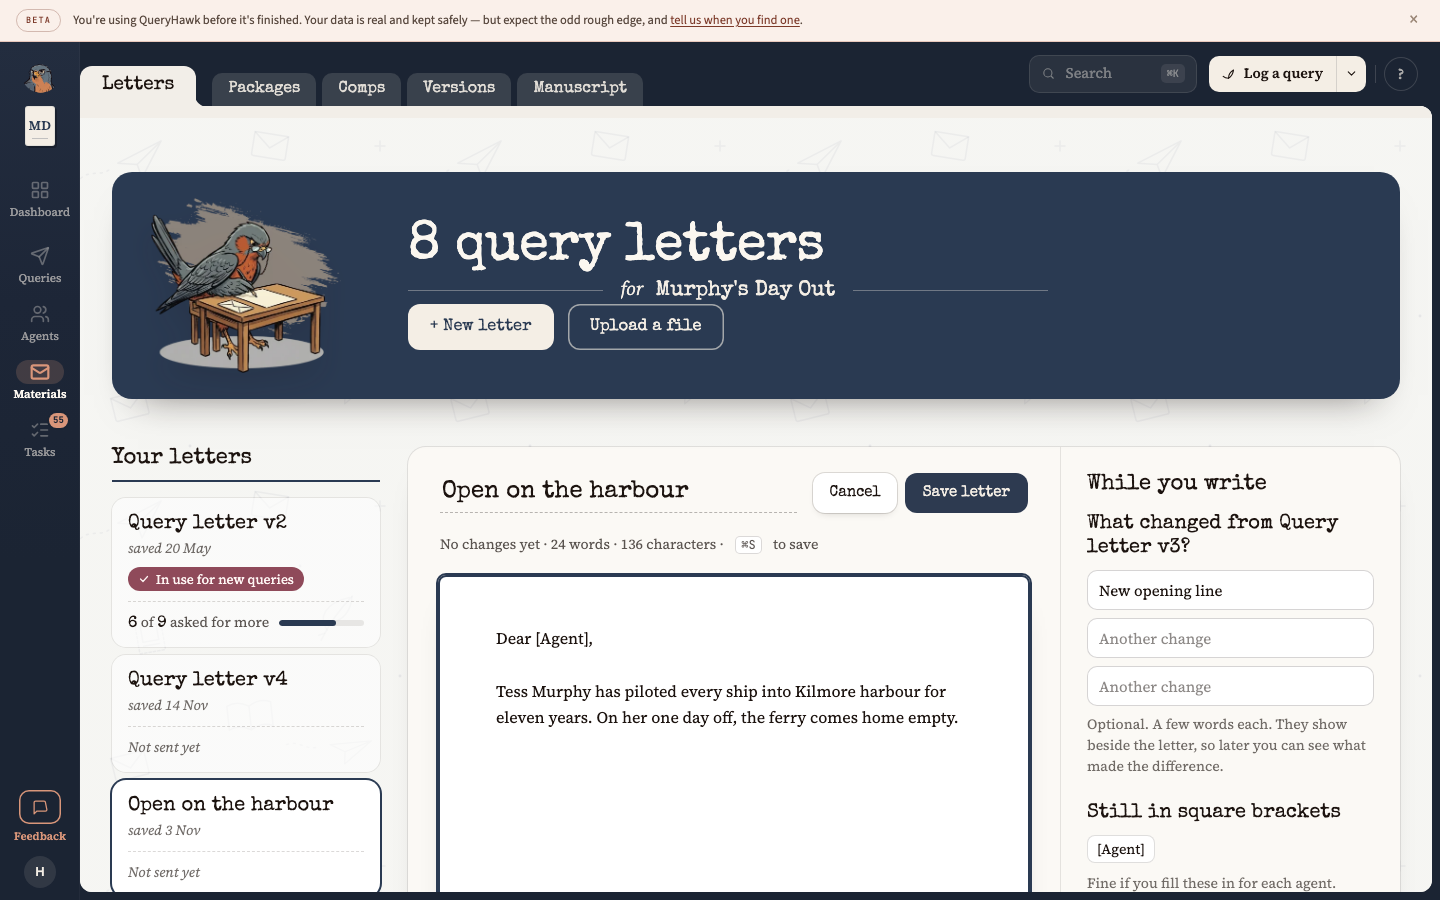 BETA
You're using QueryHawk before it's finished. Your data is real and kept safely — but expect the odd rough edge, and tell us when you find one.
×
Letters
Packages
Comps
Versions
Manuscript
Search
⌘K
Log a query
?
MD
Dashboard
Queries
Agents
Materials
55
Tasks
Feedback
H
8 query letters
for Murphy's Day Out
+ New letter
Upload a file
Your letters
Query letter v2
saved 20 May
✓ In use for new queries
6 of 9 asked for more
Query letter v4
saved 14 Nov
Not sent yet
Open on the harbour
saved 3 Nov
Not sent yet
Open on the harbour
Cancel
Save letter
No changes yet · 24 words · 136 characters · ⌘S to save
Dear [Agent],
Tess Murphy has piloted every ship into Kilmore harbour for
eleven years. On her one day off, the ferry comes home empty.
While you write
What changed from Query
letter v3?
New opening line
Another change
Another change
Optional. A few words each. They show
beside the letter, so later you can see what
made the difference.
Still in square brackets
[Agent]
Fine if you fill these in for each agent.